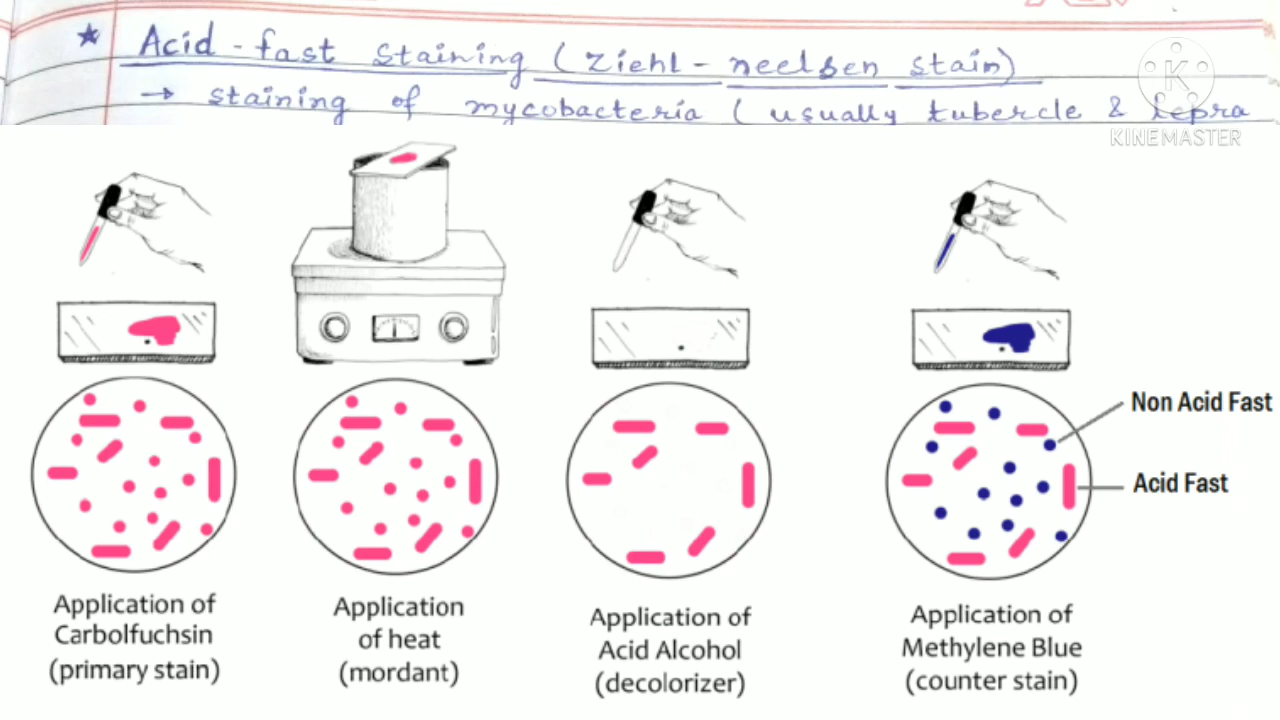 ★ Acid-fast staining (Ziehl-neelsen stain)
→ staining of mycobacteria (usually tubercle & lepra
K
KINEMASTER
Non Acid Fast
Acid Fast
Application of
Carbolfuchsin
(primary stain)
Application
of heat
(mordant)
Application of
Acid Alcohol
(decolorizer)
Application of
Methylene Blue
(counter stain)